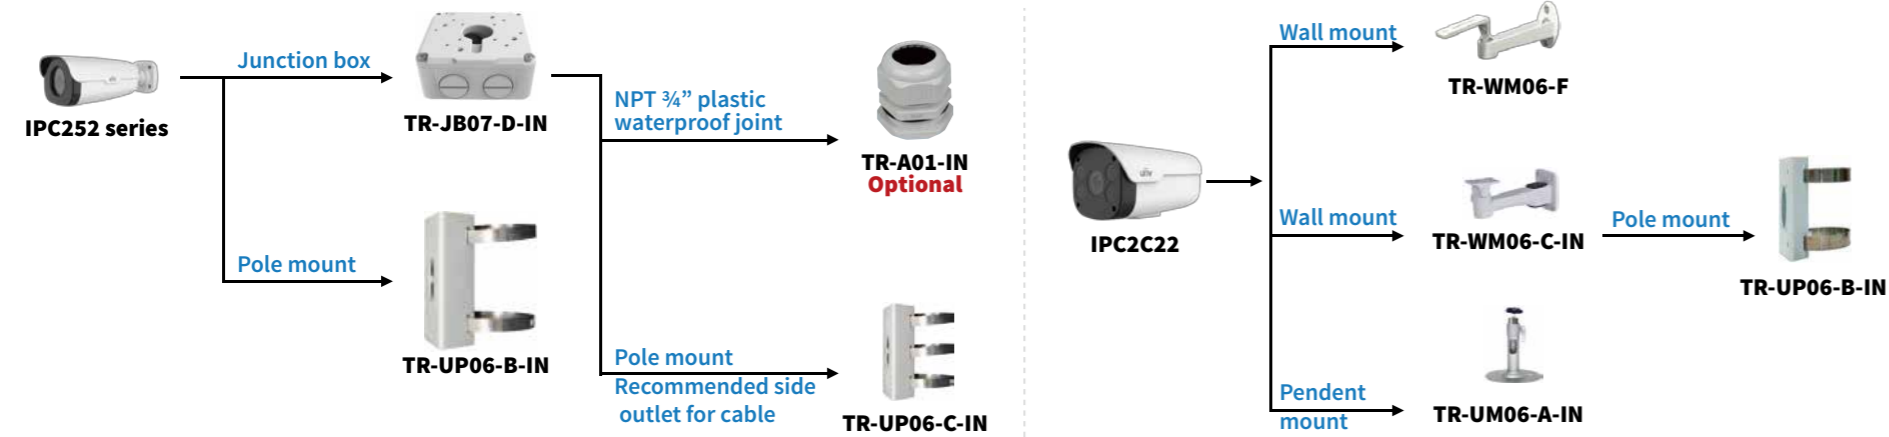 Junction box
IPC252 series
TR-JB07-D-IN
NPT ¾” plastic
waterproof joint
TR-A01-IN
Optional
Pole mount
TR-UP06-B-IN
Pole mount
Recommended side
outlet for cable
TR-UP06-C-IN
IPC2C22
Wall mount
TR-WM06-F
Wall mount
TR-WM06-C-IN
Pole mount
TR-UP06-B-IN
Pendent
mount
TR-UM06-A-IN